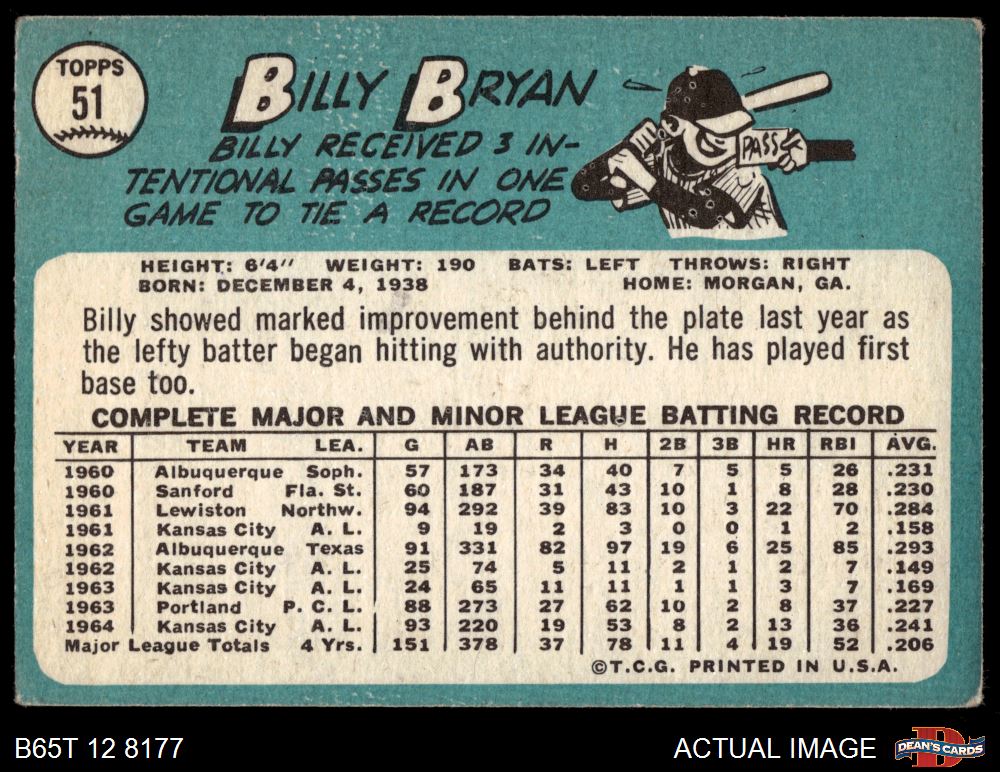 TOPPS
51
BILLY BRYAN
BILLY RECEIVED 3 IN-
TENTIONAL PASSES IN ONE
GAME TO TIE A RECORD
PASS
HEIGHT: 6'4" WEIGHT: 190 BATS: LEFT THROWS: RIGHT
BORN: DECEMBER 4, 1938 HOME: MORGAN, GA.
Billy showed marked improvement behind the plate last year as
the lefty batter began hitting with authority. He has played first
base too.
COMPLETE MAJOR AND MINOR LEAGUE BATTING RECORD
YEAR TEAM LEA. G AB R H 2B 3B HR RBI AVG.
1960 Albuquerque Soph. 57 173 34 40 7 5 5 26 .231
1960 Sanford Fla. St. 60 187 31 43 10 1 8 28 .230
1961 Lewiston Northw. 94 292 39 83 10 3 22 70 .284
1961 Kansas City A. L. 9 19 2 3 0 0 1 2 .158
1962 Albuquerque Texas 91 331 82 97 19 6 25 85 .293
1962 Kansas City A. L. 25 74 5 11 2 1 2 7 .149
1963 Kansas City A. L. 24 65 11 11 1 1 3 7 .169
1963 Portland P. C. L. 88 273 27 62 10 2 8 37 .227
1964 Kansas City A. L. 93 220 19 53 8 2 13 36 .241
Major League Totals 4 Yrs. 151 378 37 78 11 4 19 52 .206
©T.C.G. PRINTED IN U.S.A.
B65T 12 8177 ACTUAL IMAGE DEAN'S CARDS